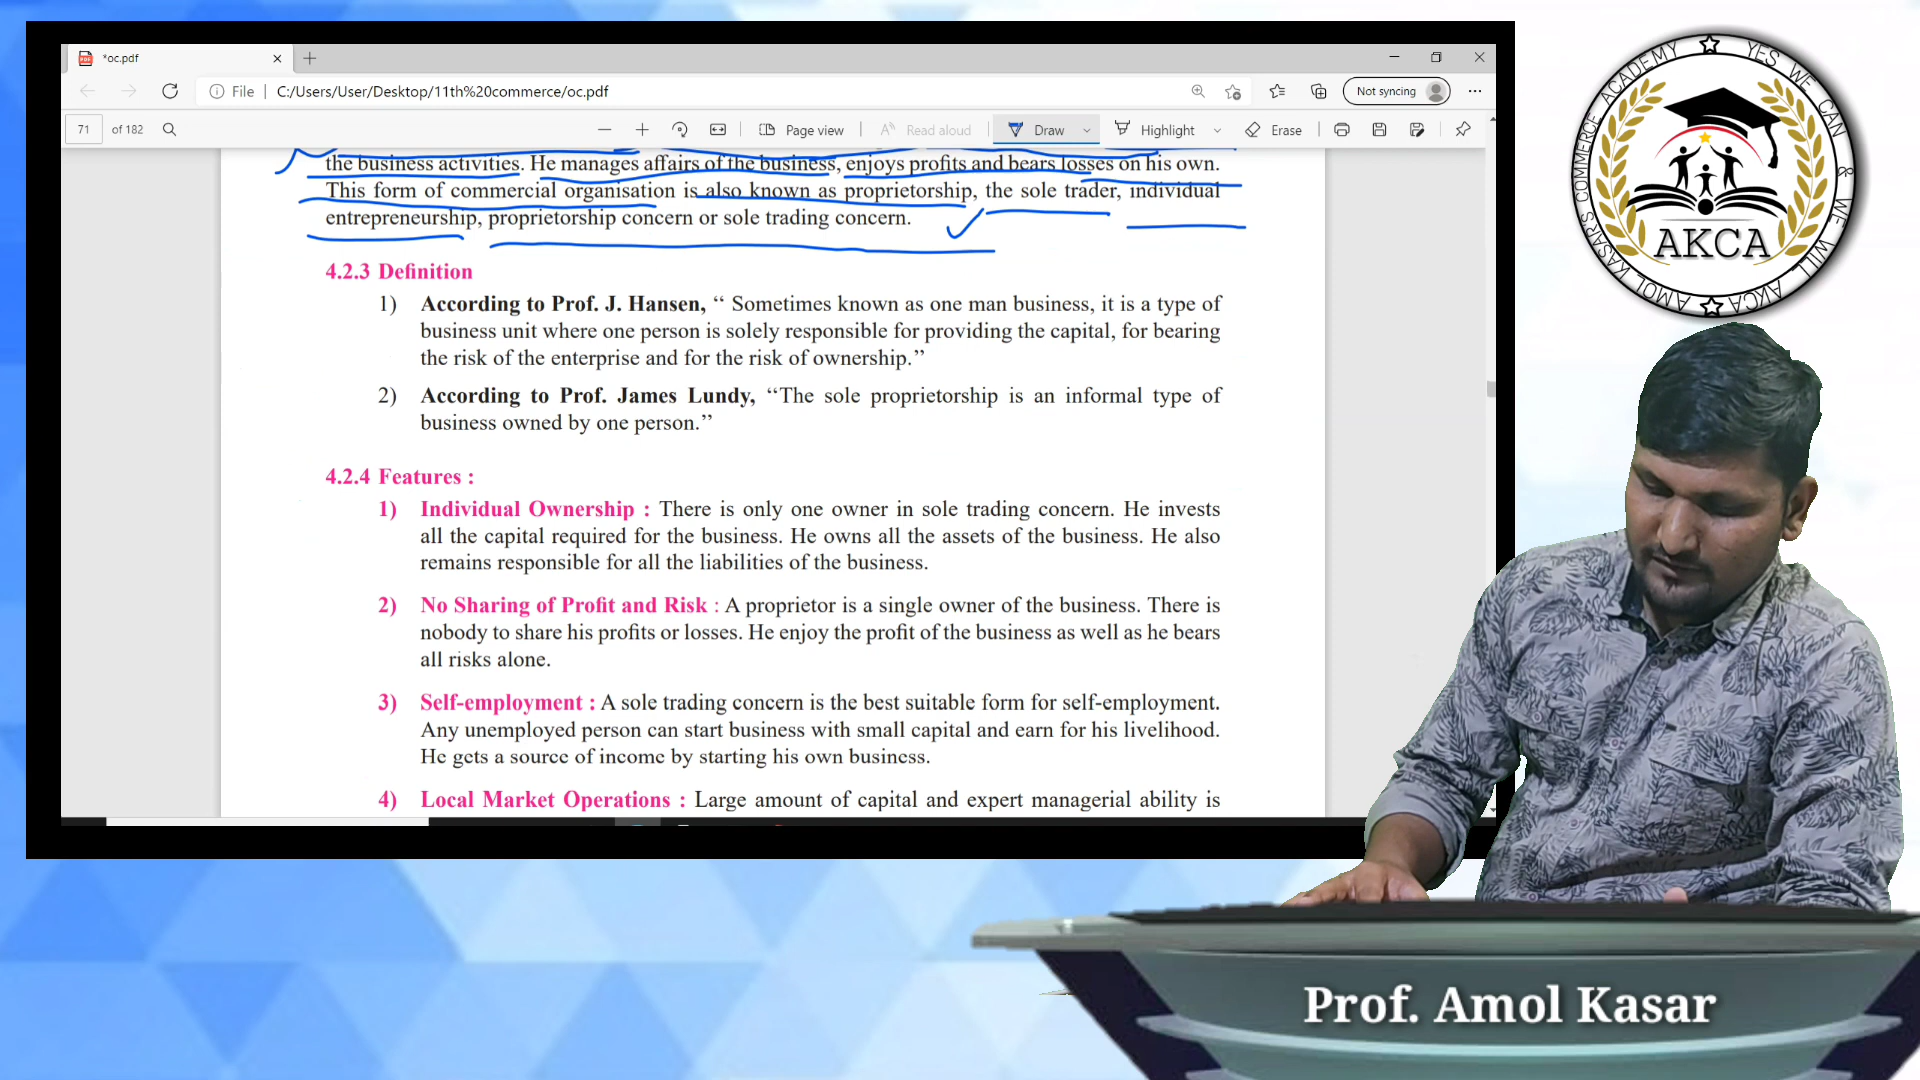 *oc.pdf
File
C:/Users/User/Desktop/11th%20commerce/oc.pdf
Not syncing
71 of 182
Page view
Read aloud
Draw
Highlight
Erase
the business activities. He manages affairs of the business, enjoys profits and bears losses on his own.
This form of commercial organisation is also known as proprietorship, the sole trader, individual
entrepreneurship, proprietorship concern or sole trading concern.
4.2.3 Definition
1) According to Prof. J. Hansen, ‘‘ Sometimes known as one man business, it is a type of
business unit where one person is solely responsible for providing the capital, for bearing
the risk of the enterprise and for the risk of ownership.’’
2) According to Prof. James Lundy, ‘‘The sole proprietorship is an informal type of
business owned by one person.’’
4.2.4 Features :
1) Individual Ownership : There is only one owner in sole trading concern. He invests
all the capital required for the business. He owns all the assets of the business. He also
remains responsible for all the liabilities of the business.
2) No Sharing of Profit and Risk : A proprietor is a single owner of the business. There is
nobody to share his profits or losses. He enjoy the profit of the business as well as he bears
all risks alone.
3) Self-employment : A sole trading concern is the best suitable form for self-employment.
Any unemployed person can start business with small capital and earn for his livelihood.
He gets a source of income by starting his own business.
4) Local Market Operations : Large amount of capital and expert managerial ability is
AMOL KASAR'S COMMERCE ACADEMY
YES WE CAN & WE WILL
AKCA
AKCA
Prof. Amol Kasar